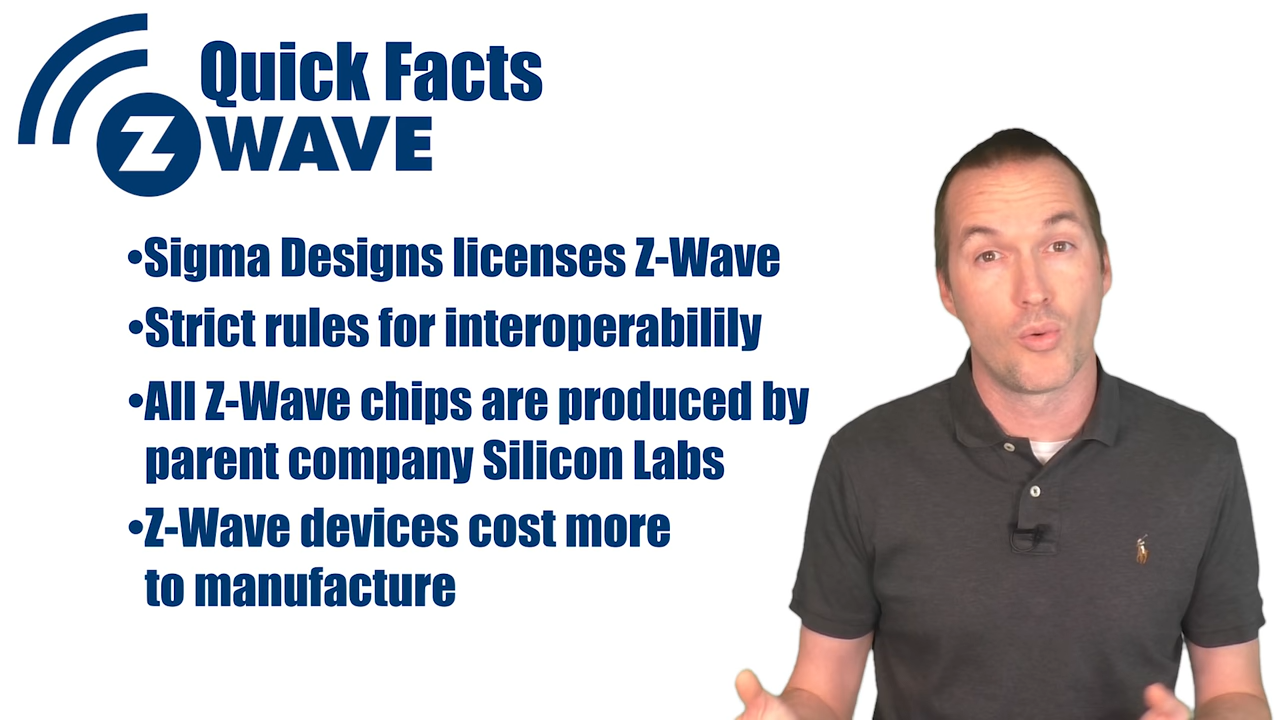 Quick Facts
Z WAVE
•Sigma Designs licenses Z-Wave
•Strict rules for interoperabilily
•All Z-Wave chips are produced by
parent company Silicon Labs
•Z-Wave devices cost more
to manufacture